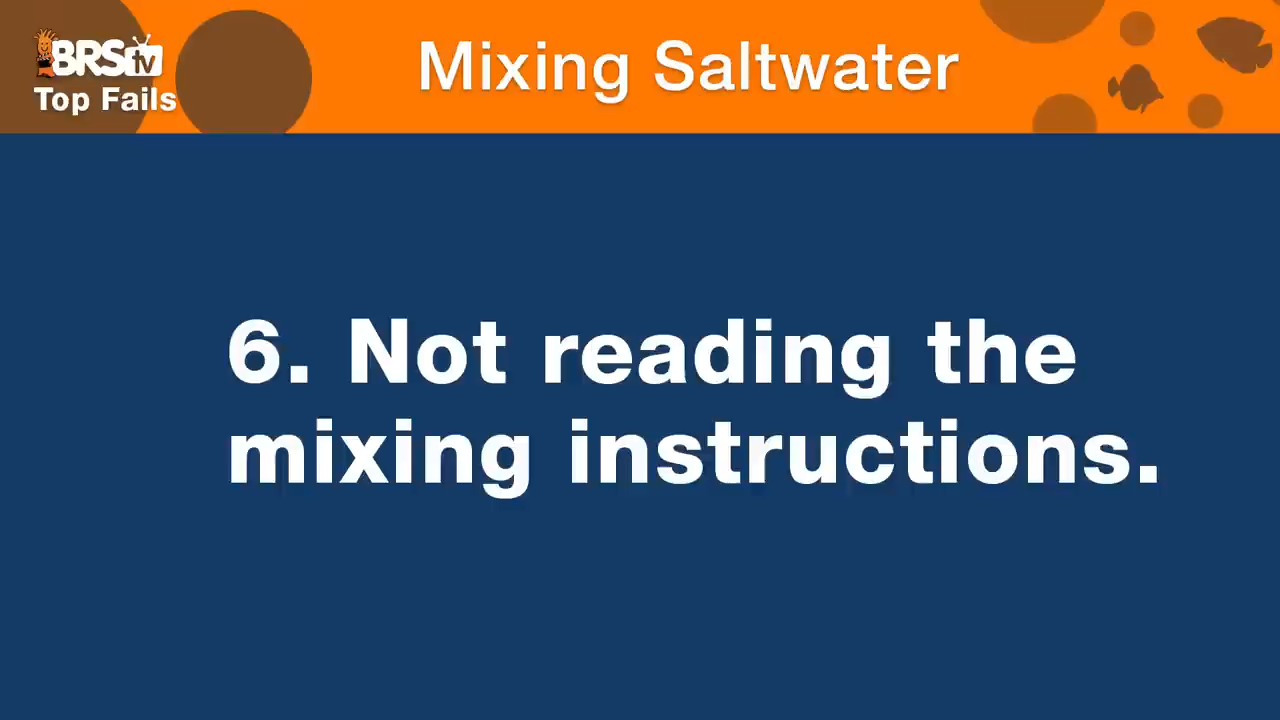 BRStv
Top Fails
Mixing Saltwater
6. Not reading the
mixing instructions.